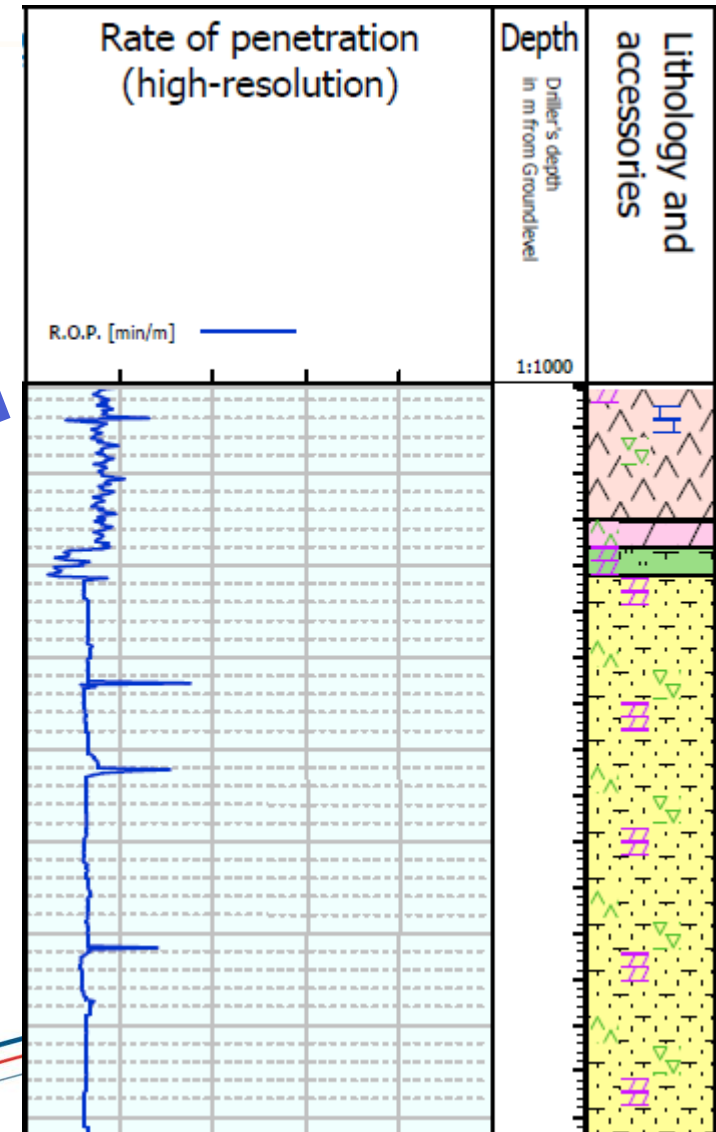 Rate of penetration
(high-resolution)
R.O.P. [min/m]
Depth
Driller's depth
in m from Groundlevel
1:1000
Lithology and
accessories